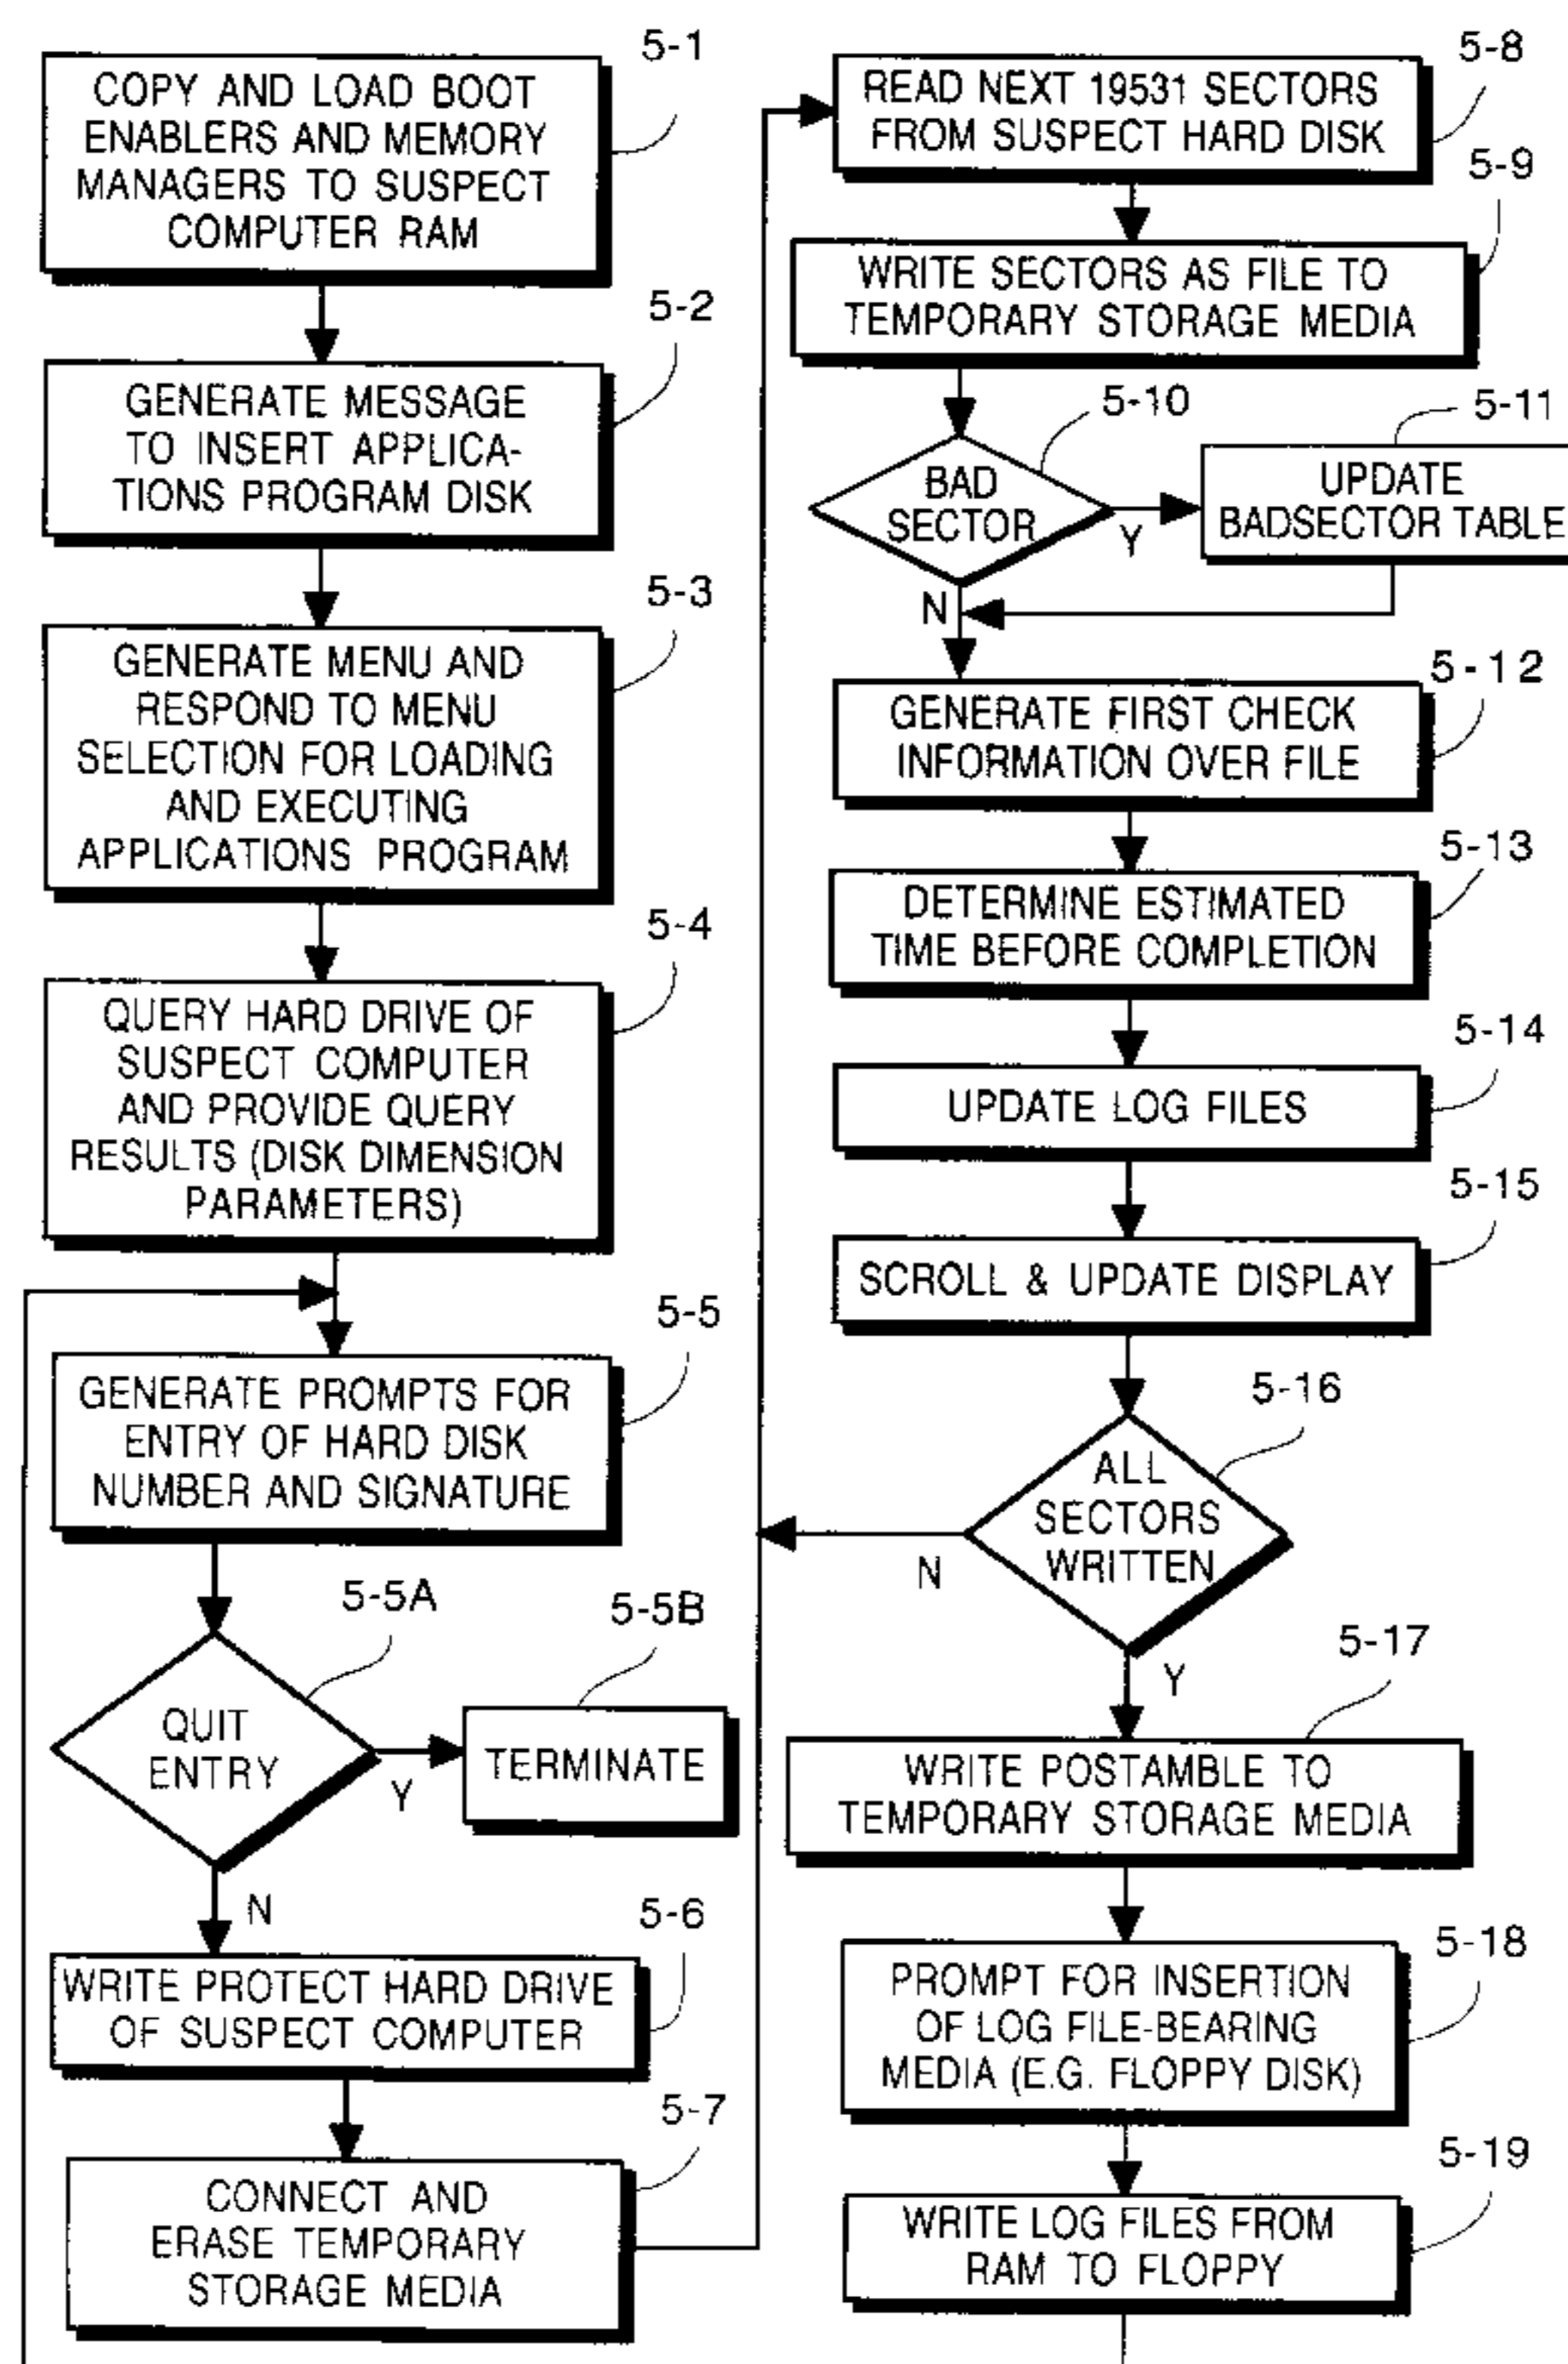 5-1
COPY AND LOAD BOOT
ENABLERS AND MEMORY
MANAGERS TO SUSPECT
COMPUTER RAM
5-2
GENERATE MESSAGE
TO INSERT APPLICA-
TIONS PROGRAM DISK
5-3
GENERATE MENU AND
RESPOND TO MENU
SELECTION FOR LOADING
AND EXECUTING
APPLICATIONS PROGRAM
5-4
QUERY HARD DRIVE OF
SUSPECT COMPUTER
AND PROVIDE QUERY
RESULTS (DISK DIMENSION
PARAMETERS)
5-5
GENERATE PROMPTS FOR
ENTRY OF HARD DISK
NUMBER AND SIGNATURE
5-5A
QUIT
ENTRY
Y
5-5B
TERMINATE
N
5-6
WRITE PROTECT HARD DRIVE
OF SUSPECT COMPUTER
5-7
CONNECT AND
ERASE TEMPORARY
STORAGE MEDIA
5-8
READ NEXT 19531 SECTORS
FROM SUSPECT HARD DISK
5-9
WRITE SECTORS AS FILE TO
TEMPORARY STORAGE MEDIA
5-10
BAD
SECTOR
Y
5-11
UPDATE
BADSECTOR TABLE
N
5-12
GENERATE FIRST CHECK
INFORMATION OVER FILE
5-13
DETERMINE ESTIMATED
TIME BEFORE COMPLETION
5-14
UPDATE LOG FILES
5-15
SCROLL & UPDATE DISPLAY
5-16
ALL
SECTORS
WRITTEN
N
Y
5-17
WRITE POSTAMBLE TO
TEMPORARY STORAGE MEDIA
5-18
PROMPT FOR INSERTION
OF LOG FILE-BEARING
MEDIA (E.G. FLOPPY DISK)
5-19
WRITE LOG FILES FROM
RAM TO FLOPPY